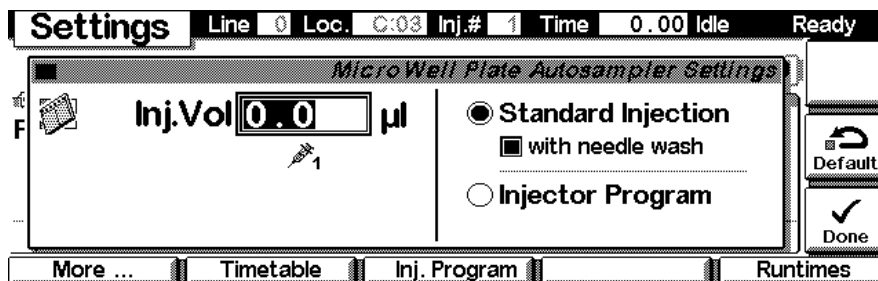 Settings Line 0 Loc. C:03 Inj.# 1 Time 0.00 Idle Ready
MicroWell Plate Autosampler Settings
F
Inj.Vol 0.0 µl
1
Standard Injection
with needle wash
Injector Program
Default
Done
More ... Timetable Inj. Program Runtimes